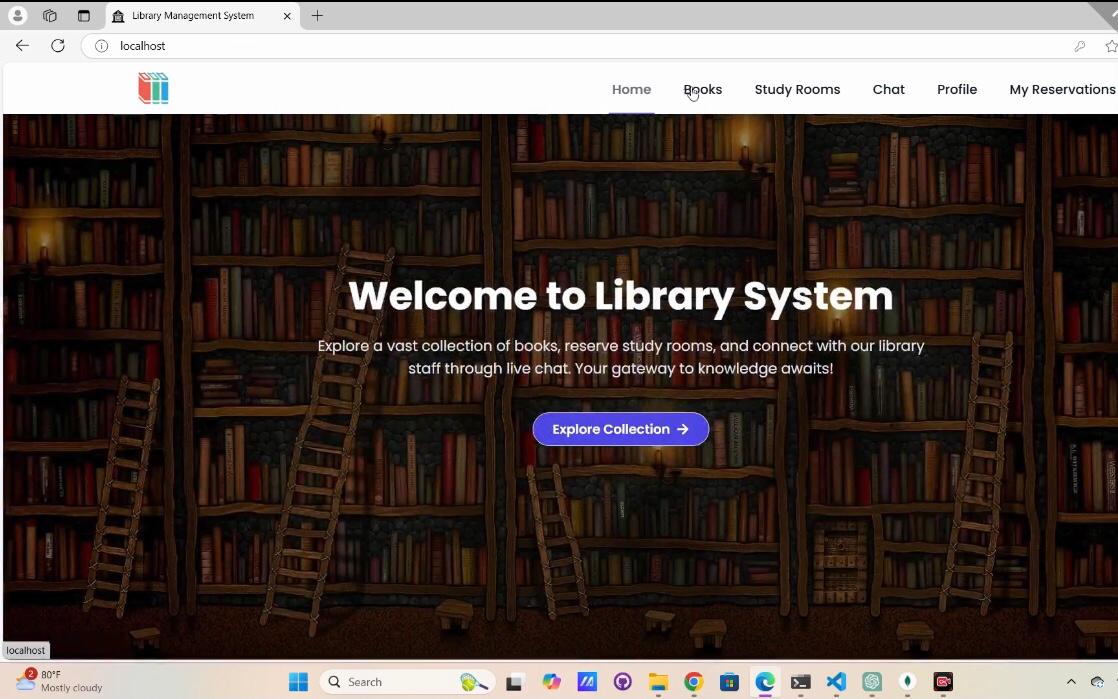 Library Management System
localhost
Home Books Study Rooms Chat Profile My Reservations
Welcome to Library System
Explore a vast collection of books, reserve study rooms, and connect with our library
staff through live chat. Your gateway to knowledge awaits!
Explore Collection
localhost
2
80°F
Mostly cloudy
Search